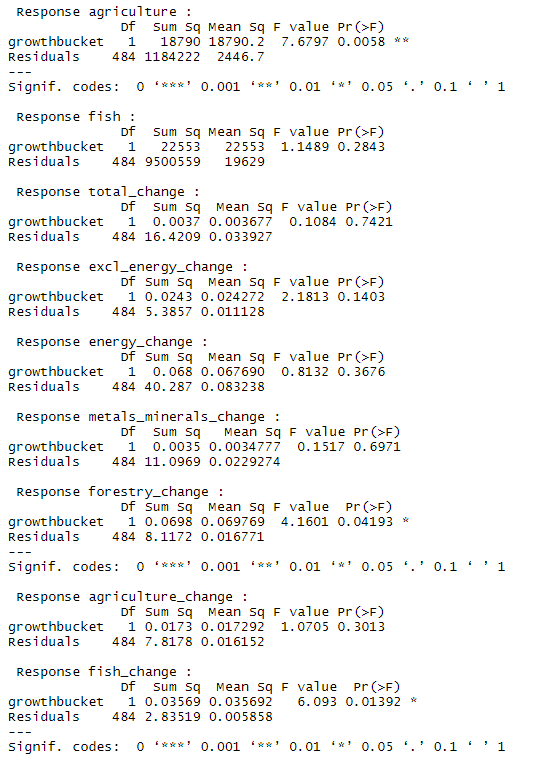 Response agriculture :
Df Sum Sq Mean Sq F value Pr(>F)
growthbucket 1 18790 18790.2 7.6797 0.0058 **
Residuals 484 1184222 2446.7
---
Signif. codes: 0 ‘***’ 0.001 ‘**’ 0.01 ‘*’ 0.05 ‘.’ 0.1 ‘ ’ 1
Response fish :
Df Sum Sq Mean Sq F value Pr(>F)
growthbucket 1 22553 22553 1.1489 0.2843
Residuals 484 9500559 19629
Response total_change :
Df Sum Sq Mean Sq F value Pr(>F)
growthbucket 1 0.0037 0.003677 0.1084 0.7421
Residuals 484 16.4209 0.033927
Response excl_energy_change :
Df Sum Sq Mean Sq F value Pr(>F)
growthbucket 1 0.0243 0.024272 2.1813 0.1403
Residuals 484 5.3857 0.011128
Response energy_change :
Df Sum Sq Mean Sq F value Pr(>F)
growthbucket 1 0.068 0.067690 0.8132 0.3676
Residuals 484 40.287 0.083238
Response metals_minerals_change :
Df Sum Sq Mean Sq F value Pr(>F)
growthbucket 1 0.0035 0.0034777 0.1517 0.6971
Residuals 484 11.0969 0.0229274
Response forestry_change :
Df Sum Sq Mean Sq F value Pr(>F)
growthbucket 1 0.0698 0.069769 4.1601 0.04193 *
Residuals 484 8.1172 0.016771
---
Signif. codes: 0 ‘***’ 0.001 ‘**’ 0.01 ‘*’ 0.05 ‘.’ 0.1 ‘ ’ 1
Response agriculture_change :
Df Sum Sq Mean Sq F value Pr(>F)
growthbucket 1 0.0173 0.017292 1.0705 0.3013
Residuals 484 7.8178 0.016152
Response fish_change :
Df Sum Sq Mean Sq F value Pr(>F)
growthbucket 1 0.03569 0.035692 6.093 0.01392 *
Residuals 484 2.83519 0.005858
---
Signif. codes: 0 ‘***’ 0.001 ‘**’ 0.01 ‘*’ 0.05 ‘.’ 0.1 ‘ ’ 1